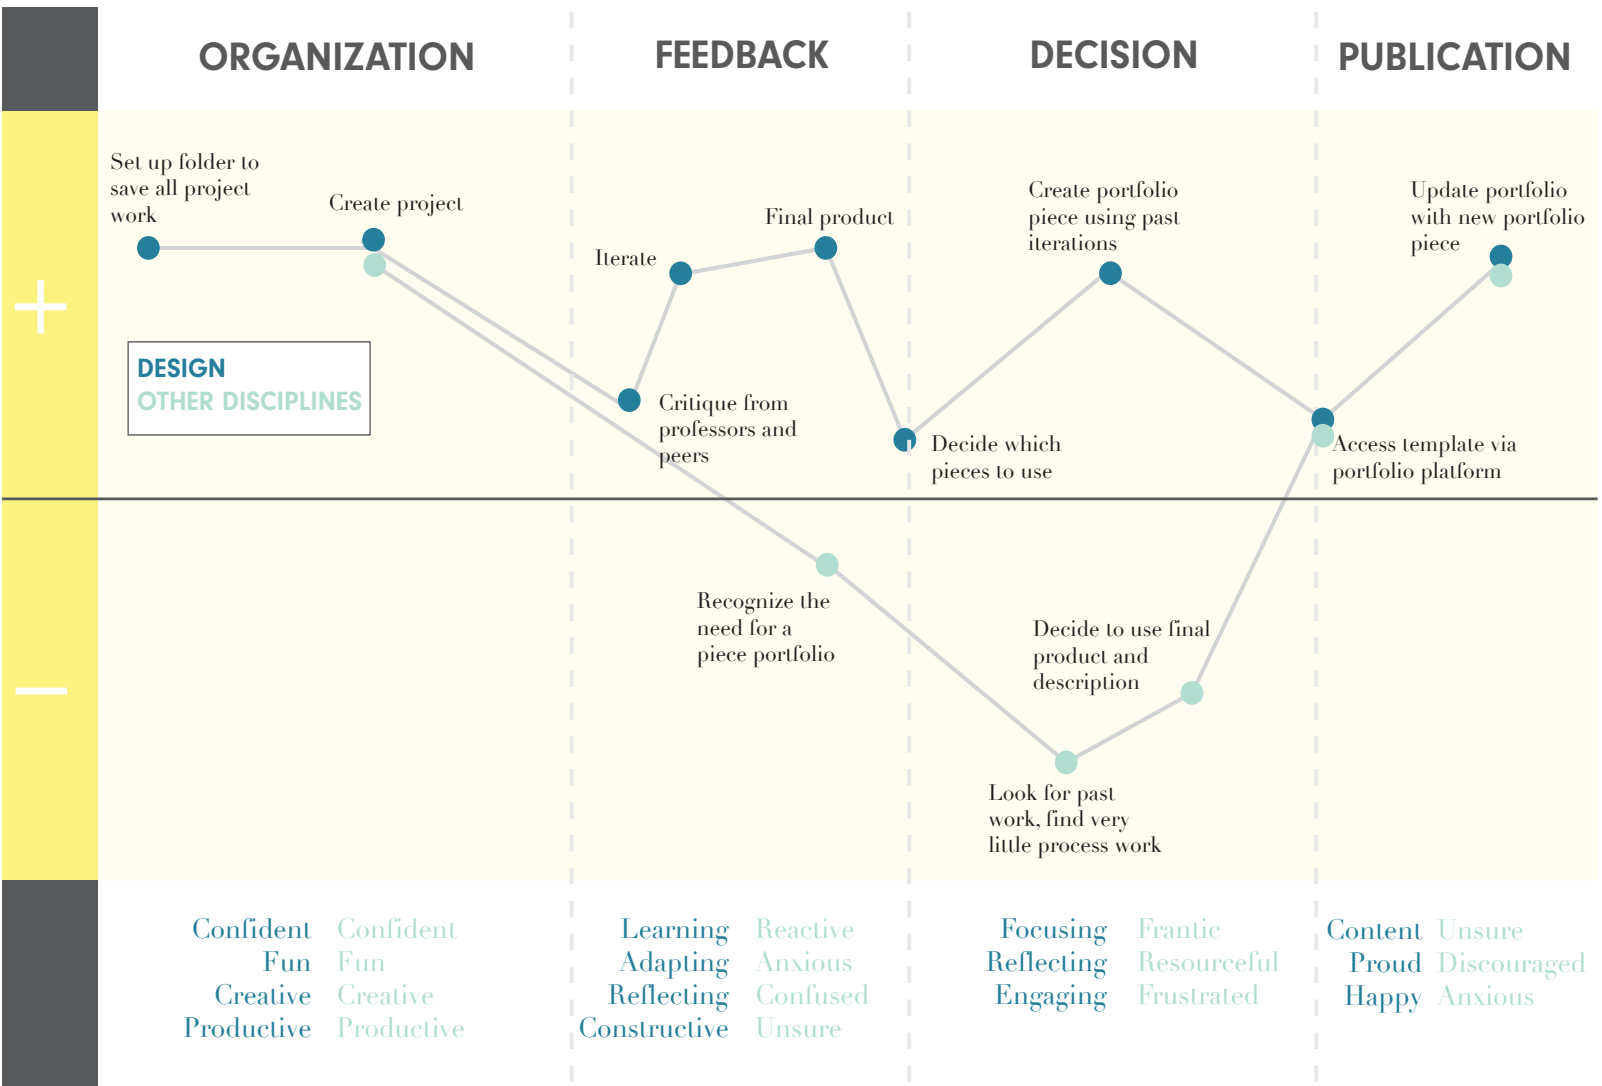 ORGANIZATION
FEEDBACK
DECISION
PUBLICATION
Set up folder to
save all project
work
Create project
Iterate
Final product
Create portfolio
piece using past
iterations
Update portfolio
with new portfolio
piece
+
DESIGN
OTHER DISCIPLINES
Critique from
professors and
peers
Decide which
pieces to use
Access template via
portfolio platform
Recognize the
need for a
piece portfolio
Decide to use final
product and
description
−
Look for past
work, find very
little process work
Confident Confident
Fun Fun
Creative Creative
Productive Productive
Learning Reactive
Adapting Anxious
Reflecting Confused
Constructive Unsure
Focusing Frantic
Reflecting Resourceful
Engaging Frustrated
Content Unsure
Proud Discouraged
Happy Anxious